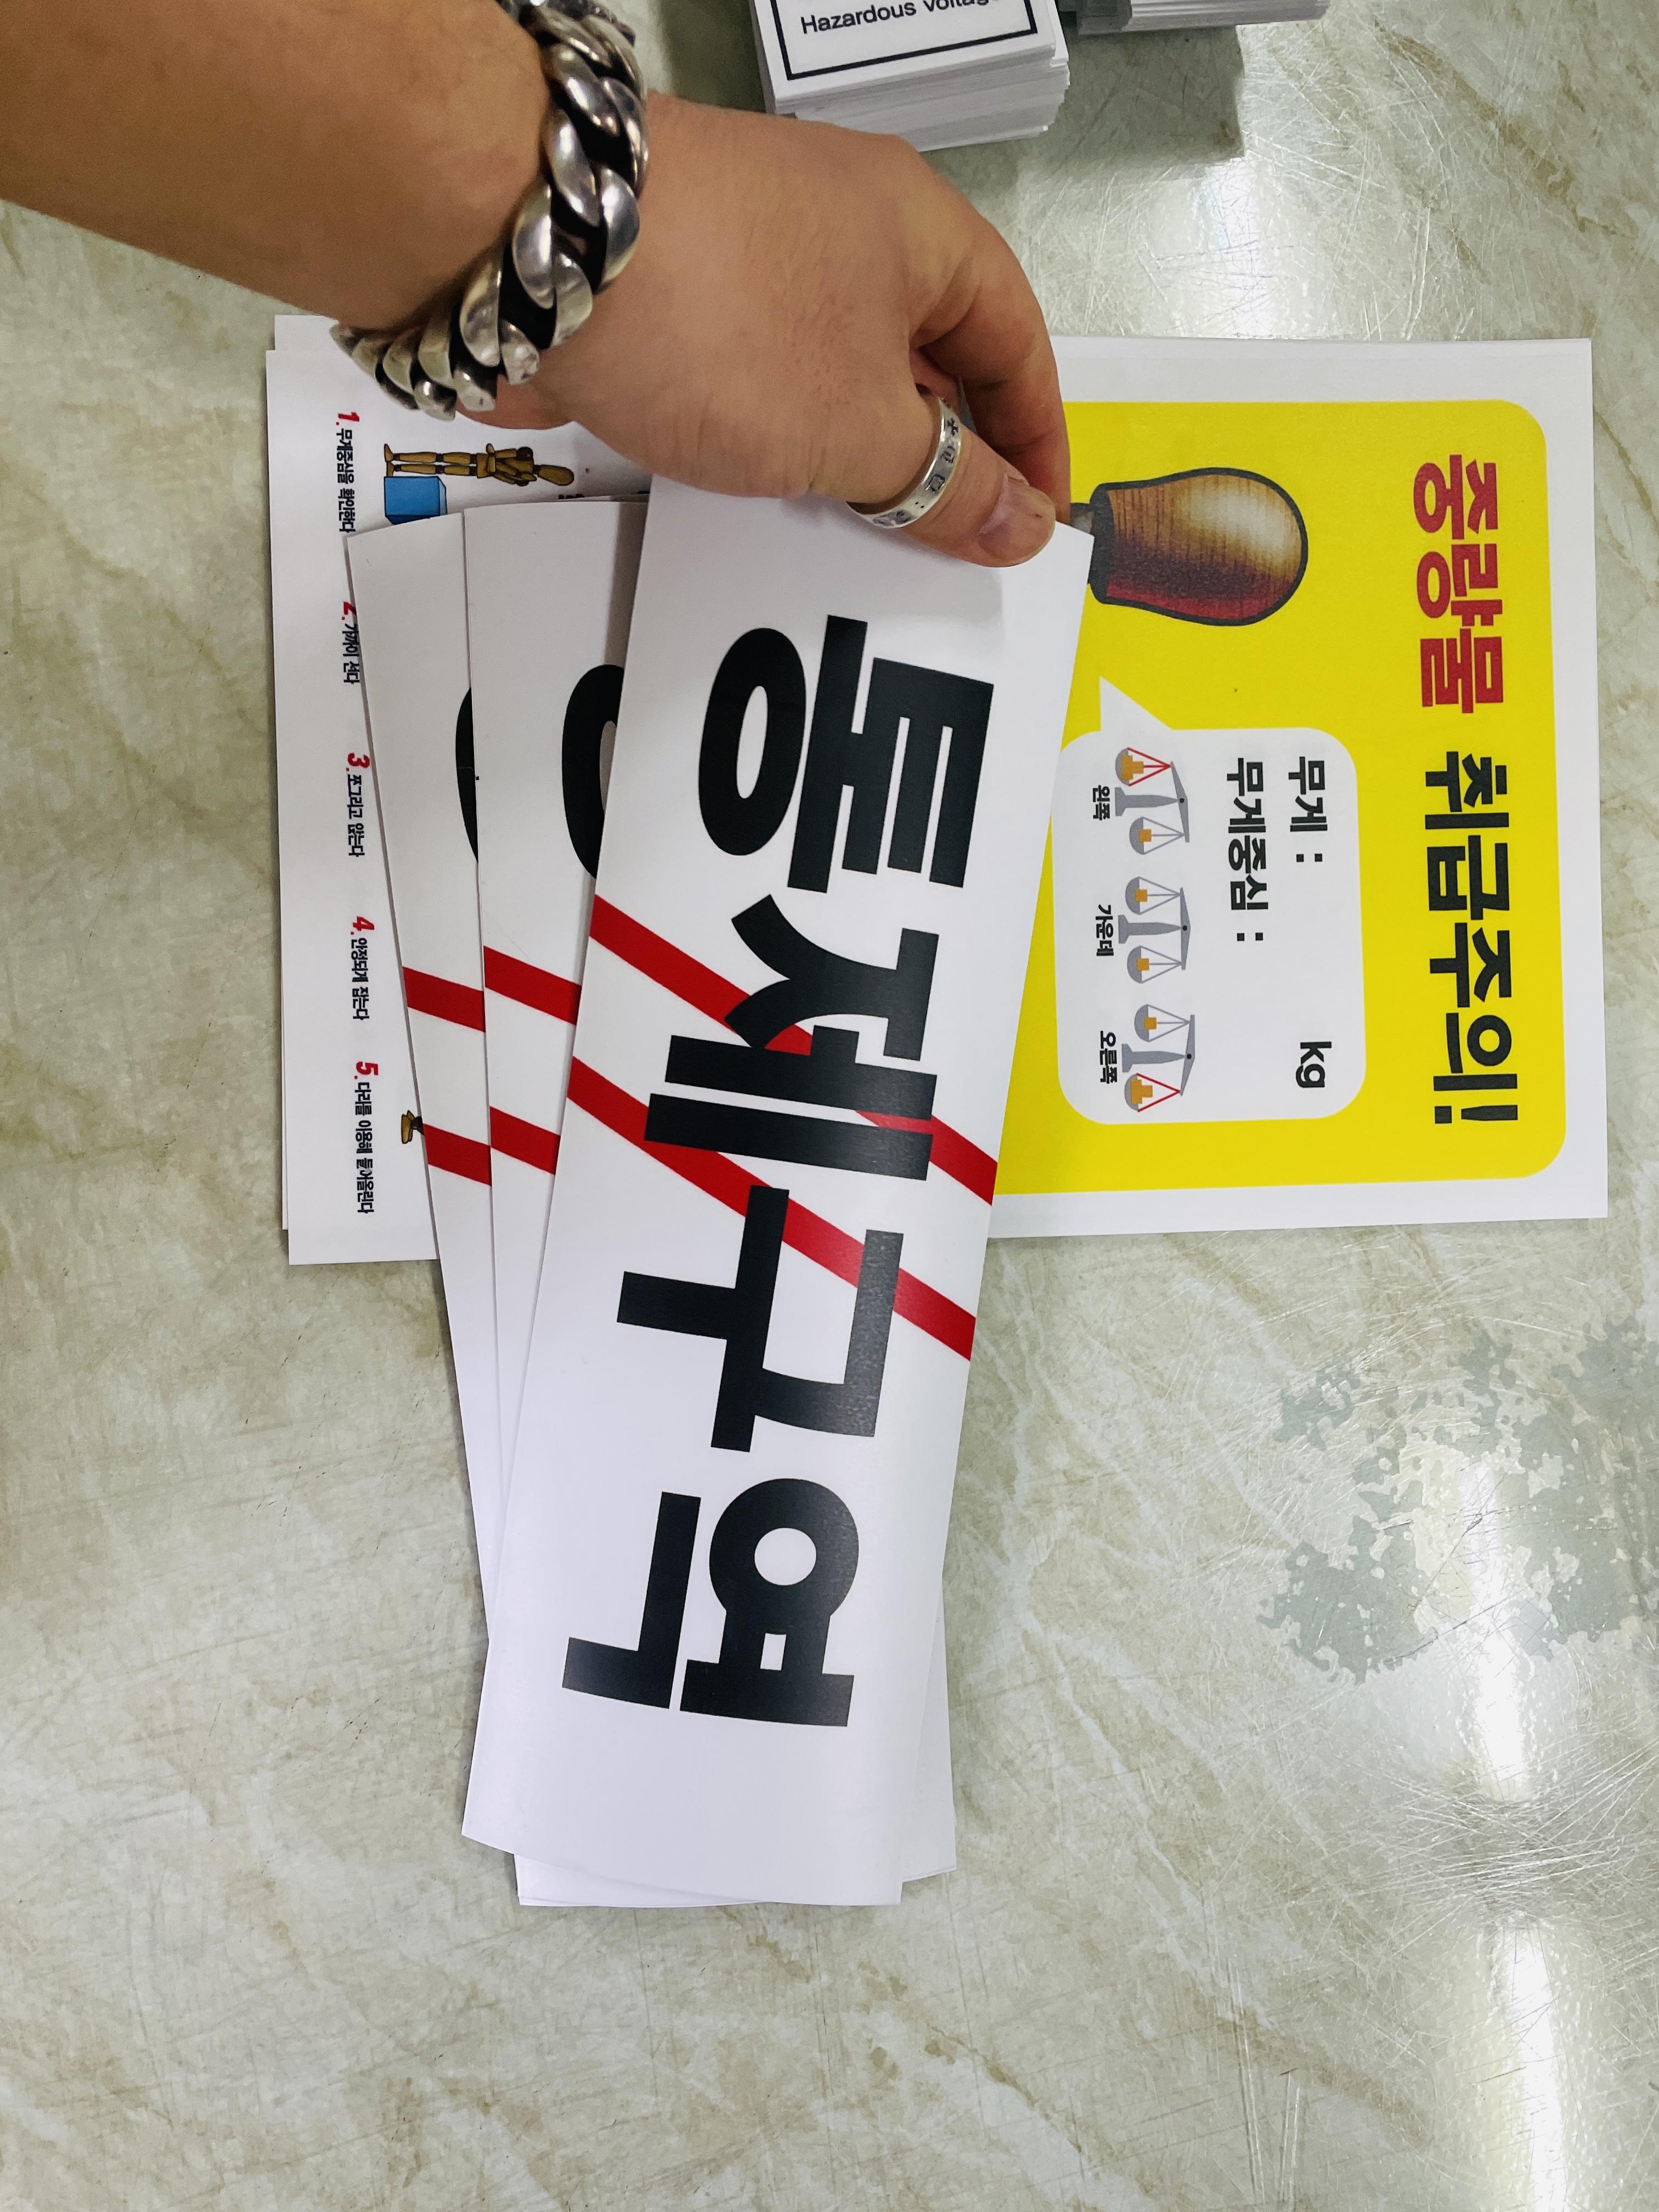 Hazardous
중량물 취급주의!
무게 : kg
무게중심 :
왼쪽 가운데 오른쪽
1. 무게중심을 확인한다
2. 가까이 선다
3. 쪼그리고 앉는다
4. 안정되게 잡는다
5. 다리를 이용해 들어올린다
통제구역